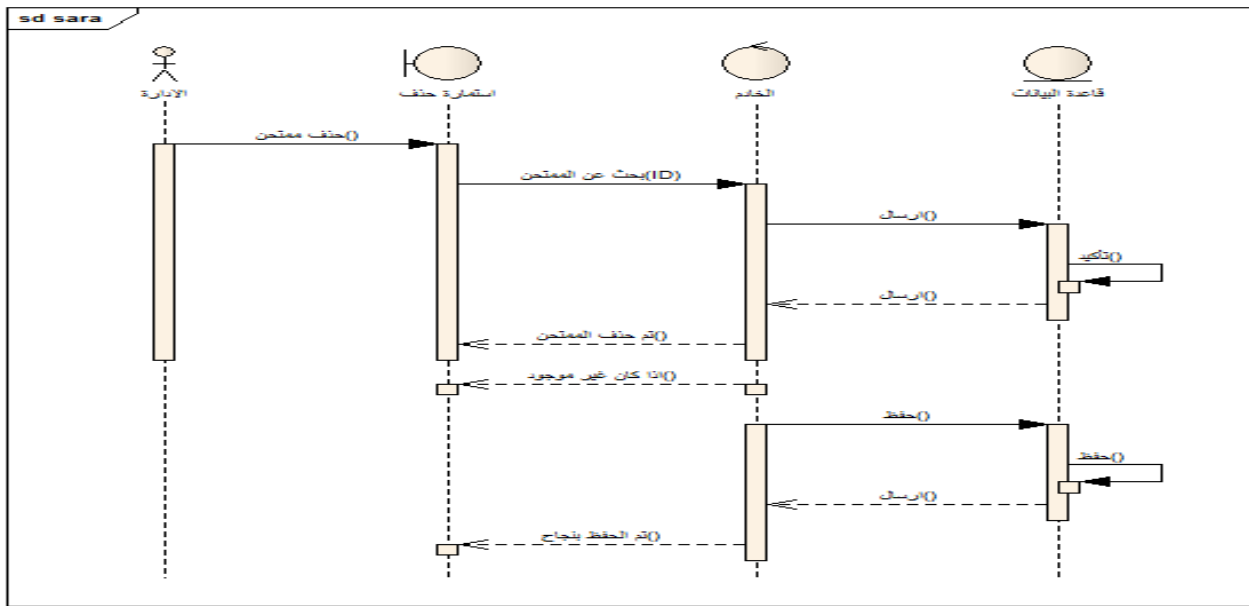 sd sara
الادارة
استمارة حذف
الخادم
قاعدة البيانات
حذف ممتحن()
بحث عن الممتحن(ID)
ارسال()
تأكيد()
ارسال()
تم حذف الممتحن()
اذا كان غير موجود()
حفظ()
حفظ()
ارسال()
تم الحفظ بنجاح()